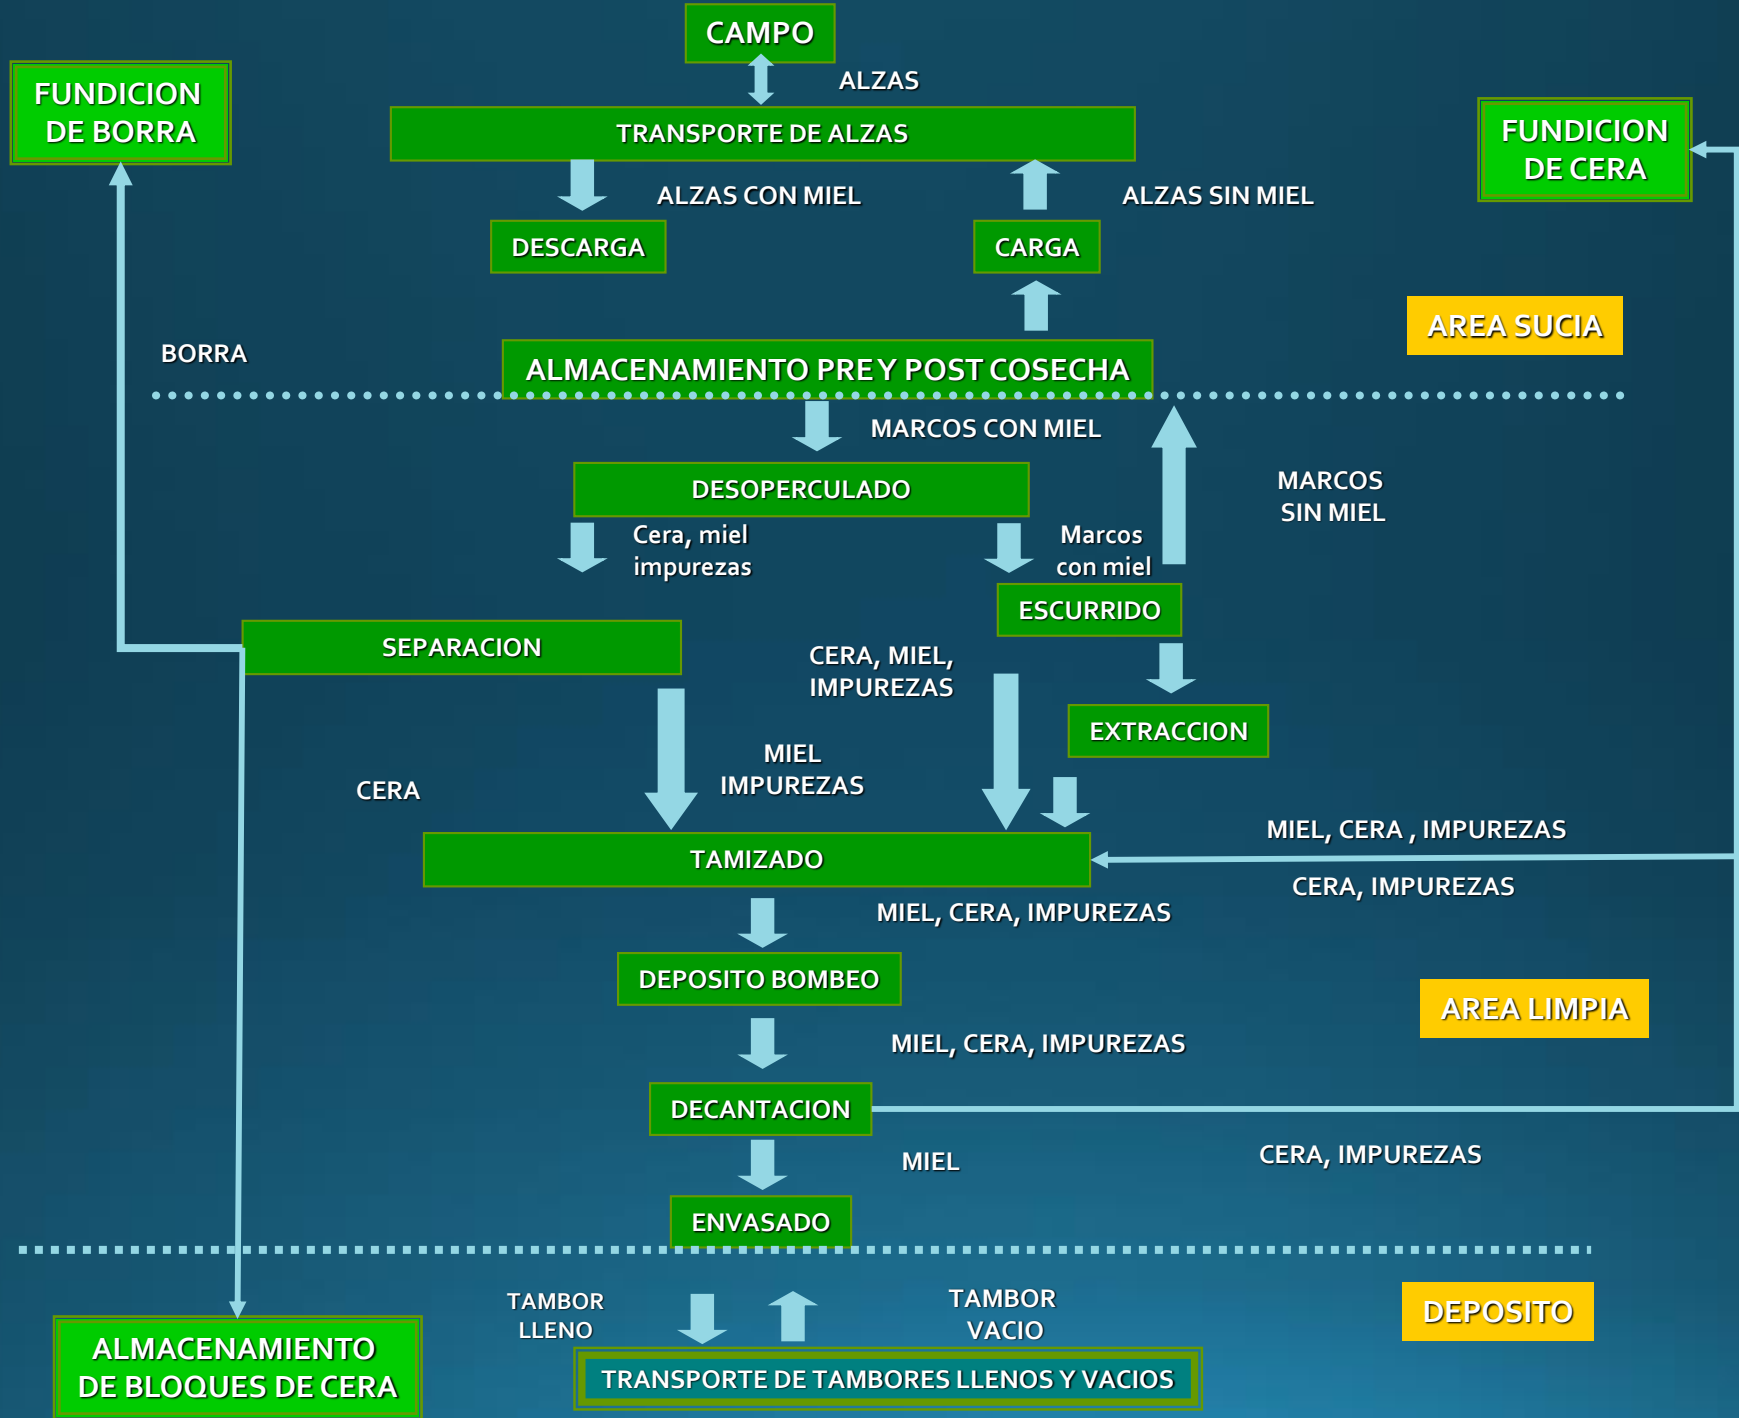 CAMPO
ALZAS
FUNDICION
DE BORRA
TRANSPORTE DE ALZAS
FUNDICION
DE CERA
ALZAS CON MIEL
ALZAS SIN MIEL
DESCARGA
CARGA
AREA SUCIA
BORRA
ALMACENAMIENTO PRE Y POST COSECHA
MARCOS CON MIEL
DESOPERCULADO
MARCOS
SIN MIEL
Cera, miel
impurezas
Marcos
con miel
ESCURRIDO
SEPARACION
CERA, MIEL,
IMPUREZAS
EXTRACCION
MIEL
IMPUREZAS
CERA
MIEL, CERA , IMPUREZAS
TAMIZADO
CERA, IMPUREZAS
MIEL, CERA, IMPUREZAS
DEPOSITO BOMBEO
AREA LIMPIA
MIEL, CERA, IMPUREZAS
DECANTACION
MIEL
CERA, IMPUREZAS
ENVASADO
TAMBOR
LLENO
TAMBOR
VACIO
DEPOSITO
ALMACENAMIENTO
DE BLOQUES DE CERA
TRANSPORTE DE TAMBORES LLENOS Y VACIOS